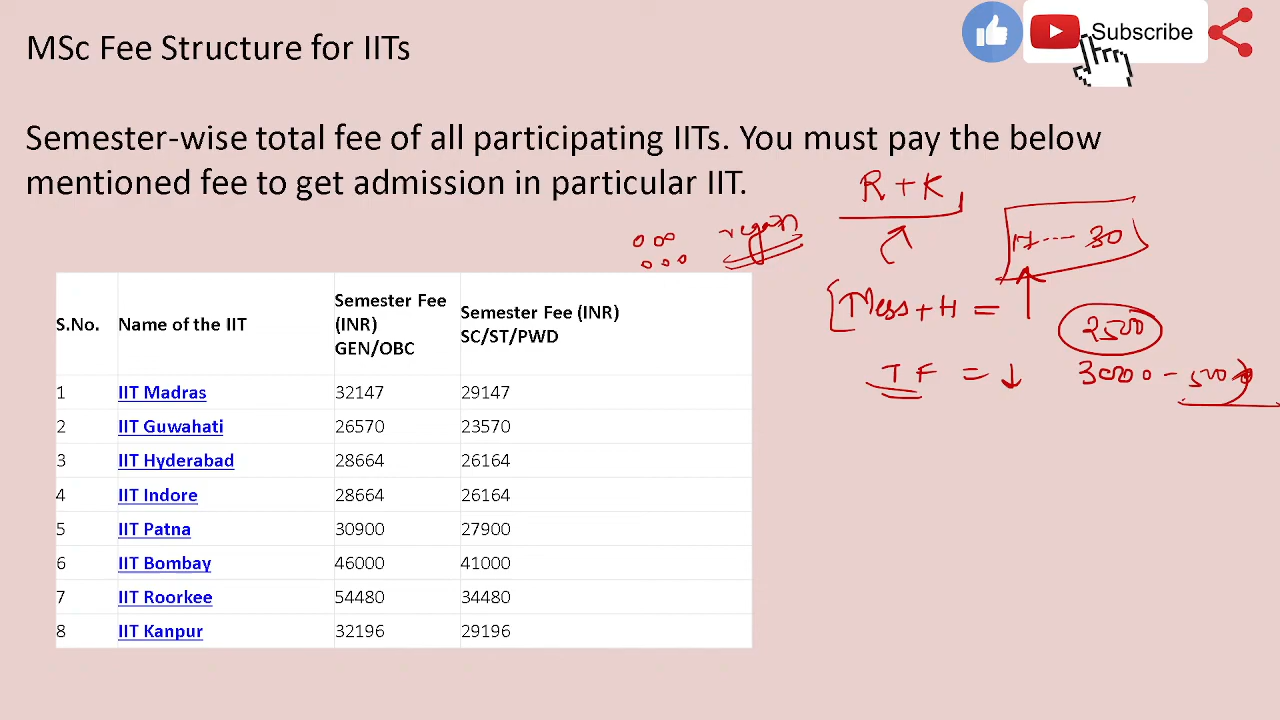 MSc Fee Structure for IITs
Subscribe
Semester-wise total fee of all participating IITs. You must pay the below
mentioned fee to get admission in particular IIT.
R + K
H ---- 30
[Mess + H = ↑
2500
T F = ↓ 30000 -
S.No. Name of the IIT Semester Fee (INR) GEN/OBC Semester Fee (INR) SC/ST/PWD
1 IIT Madras 32147 29147
2 IIT Guwahati 26570 23570
3 IIT Hyderabad 28664 26164
4 IIT Indore 28664 26164
5 IIT Patna 30900 27900
6 IIT Bombay 46000 41000
7 IIT Roorkee 54480 34480
8 IIT Kanpur 32196 29196